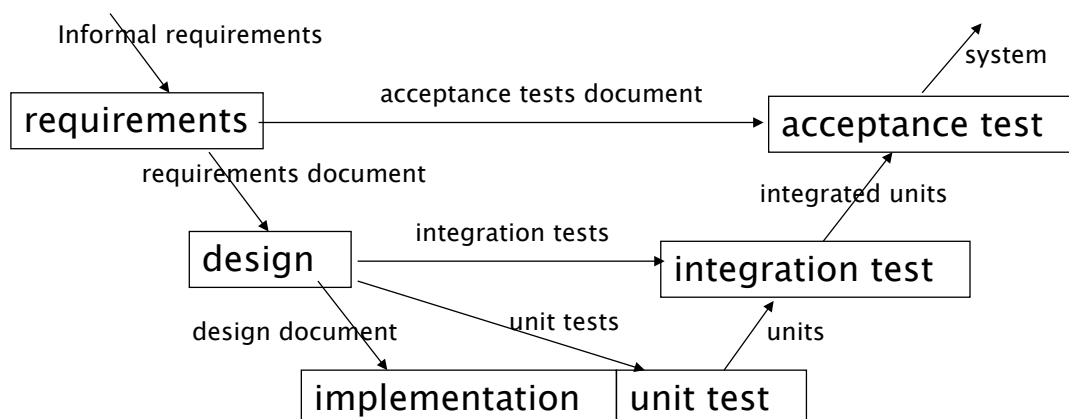 Informal requirements
system
acceptance tests document
requirements
acceptance test
requirements document
integrated units
integration tests
design
integration test
design document
unit tests
units
implementation
unit test